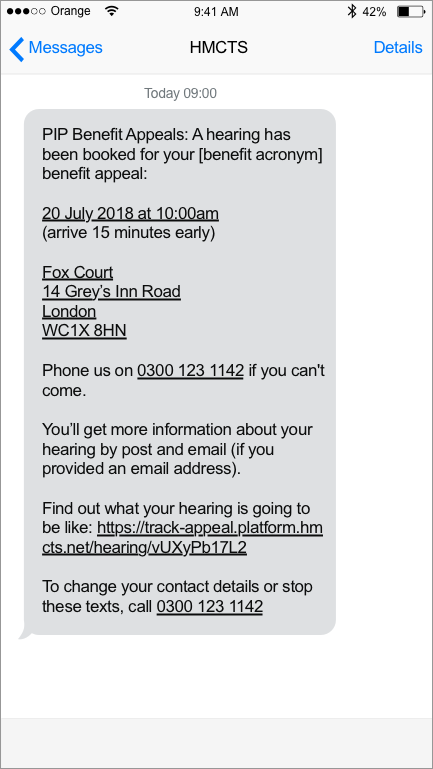 Orange 9:41 AM 42%
Messages HMCTS Details
Today 09:00
PIP Benefit Appeals: A hearing has
been booked for your [benefit acronym]
benefit appeal:
20 July 2018 at 10:00am
(arrive 15 minutes early)
Fox Court
14 Grey’s Inn Road
London
WC1X 8HN
Phone us on 0300 123 1142 if you can't
come.
You’ll get more information about your
hearing by post and email (if you
provided an email address).
Find out what your hearing is going to
be like: https://track-appeal.platform.hm
cts.net/hearing/vUXyPb17L2
To change your contact details or stop
these texts, call 0300 123 1142